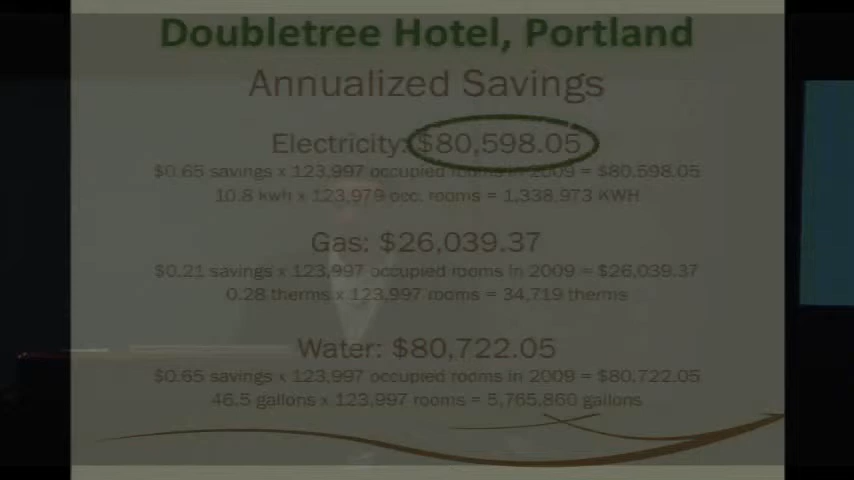 Doubletree Hotel, Portland
Annualized Savings
Electricity: $80,598.05
$0.65 savings x 123,997 occupied rooms in 2009 = $80,598.05
10.8 kwh x 123,979 occ. rooms = 1,338,973 KWH
Gas: $26,039.37
$0.21 savings x 123,997 occupied rooms in 2009 = $26,039.37
0.28 therms x 123,997 rooms = 34,719 therms
Water: $80,722.05
$0.65 savings x 123,997 occupied rooms in 2009 = $80,722.05
46.5 gallons x 123,997 rooms = 5,765,860 gallons